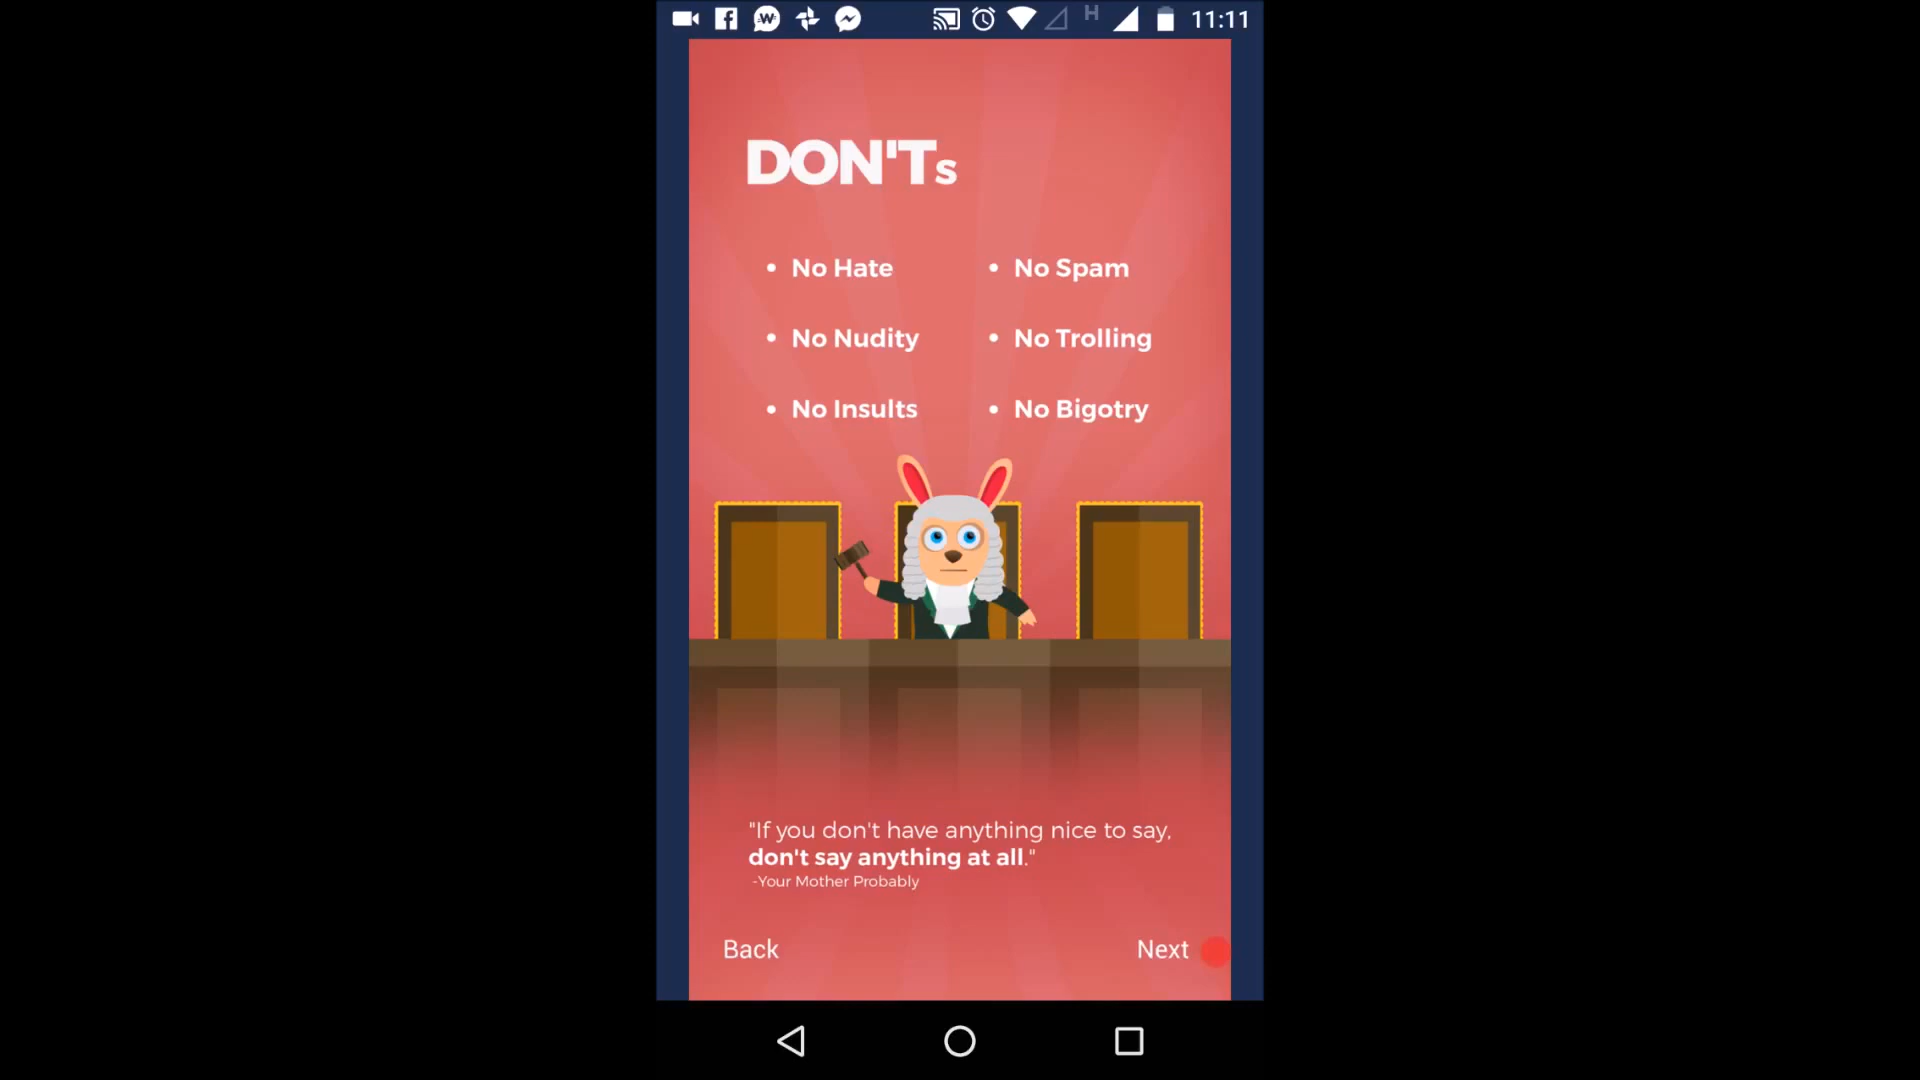 H 11:11
DON'Ts
• No Hate
• No Nudity
• No Insults
• No Spam
• No Trolling
• No Bigotry
"If you don't have anything nice to say,
don't say anything at all."
-Your Mother Probably
Back
Next